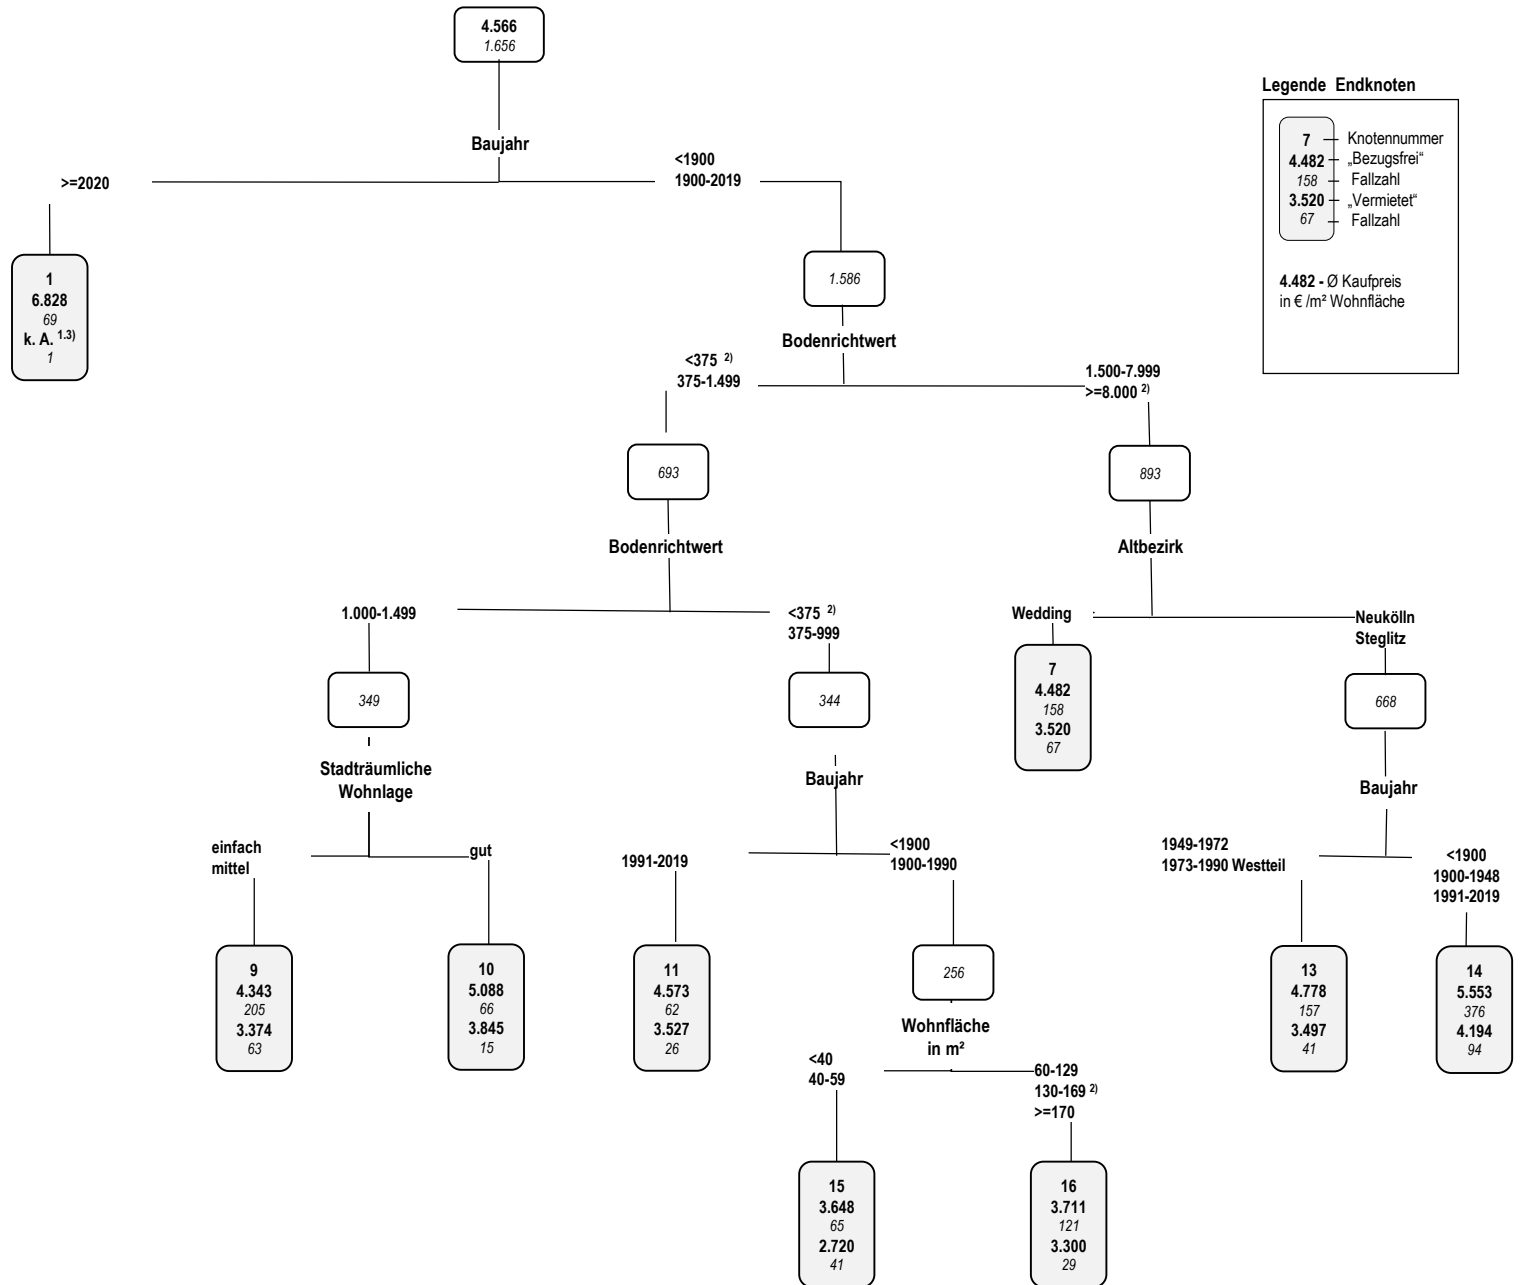 4.566
1.656
Legende Endknoten
7 Knotennummer
4.482 „Bezugsfrei“
158 Fallzahl
3.520 „Vermietet“
67 Fallzahl
4.482 - Ø Kaufpreis
in € /m² Wohnfläche
Baujahr
>=2020
<1900
1900-2019
1
6.828
69
k. A. 1.3)
1
1.586
Bodenrichtwert
<375 2)
375-1.499
1.500-7.999
>=8.000 2)
693
893
Bodenrichtwert
Altbezirk
1.000-1.499
<375 2)
375-999
Wedding
Neukölln
Steglitz
349
344
7
4.482
158
3.520
67
668
Stadträumliche
Wohnlage
Baujahr
Baujahr
einfach
mittel
gut
1991-2019
<1900
1900-1990
1949-1972
1973-1990 Westteil
<1900
1900-1948
1991-2019
9
4.343
205
3.374
63
10
5.088
66
3.845
15
11
4.573
62
3.527
26
256
13
4.778
157
3.497
41
14
5.553
376
4.194
94
Wohnfläche
in m²
<40
40-59
60-129
130-169 2)
>=170
15
3.648
65
2.720
41
16
3.711
121
3.300
29